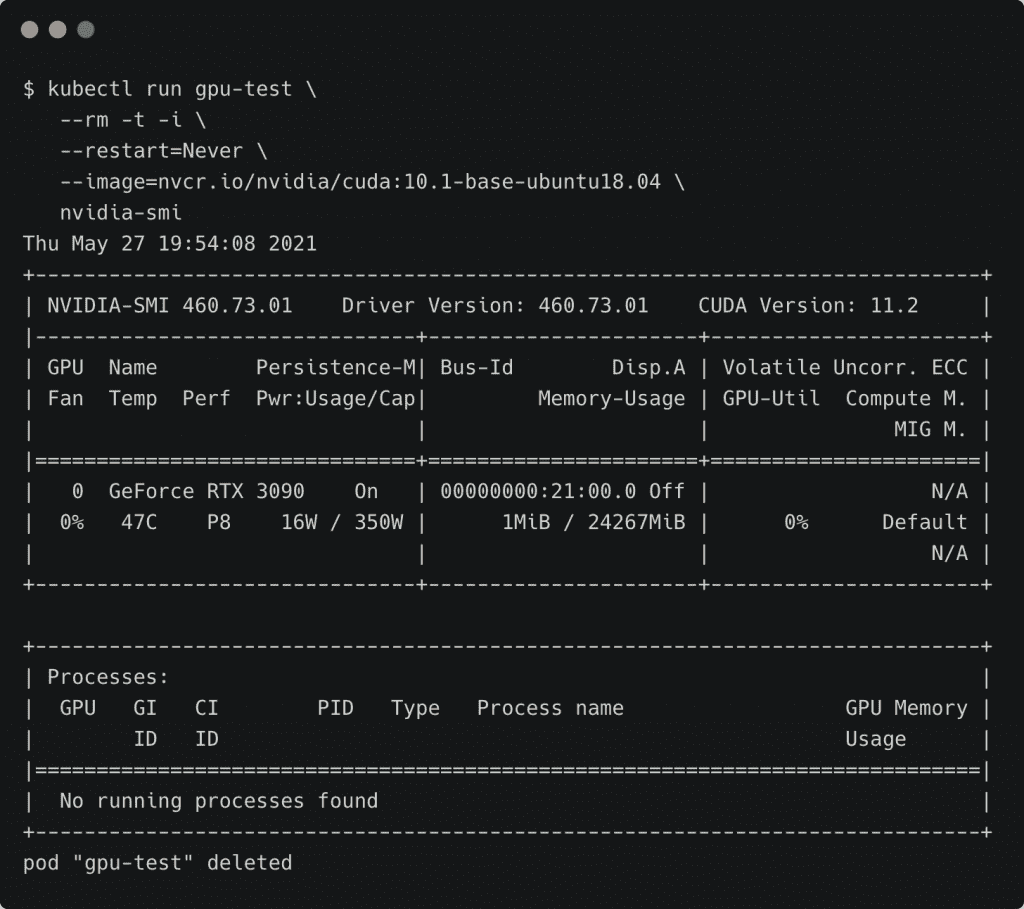 $ kubectl run gpu-test \
   --rm -t -i \
   --restart=Never \
   --image=nvcr.io/nvidia/cuda:10.1-base-ubuntu18.04 \
   nvidia-smi
Thu May 27 19:54:08 2021
+-----------------------------------------------------------------------------+
| NVIDIA-SMI 460.73.01    Driver Version: 460.73.01    CUDA Version: 11.2     |
|-------------------------------+----------------------+----------------------+
| GPU  Name        Persistence-M| Bus-Id        Disp.A | Volatile Uncorr. ECC |
| Fan  Temp  Perf  Pwr:Usage/Cap|         Memory-Usage | GPU-Util  Compute M. |
|                               |                      |               MIG M. |
|===============================+======================+======================|
|   0  GeForce RTX 3090    On   | 00000000:21:00.0 Off |                  N/A |
|  0%   47C    P8    16W / 350W |      1MiB / 24267MiB |      0%      Default |
|                               |                      |                  N/A |
+-------------------------------+----------------------+----------------------+

+-----------------------------------------------------------------------------+
| Processes:                                                                  |
|  GPU   GI   CI        PID   Type   Process name                  GPU Memory |
|        ID   ID                                                   Usage      |
|=============================================================================|
|  No running processes found                                                 |
+-----------------------------------------------------------------------------+
pod "gpu-test" deleted